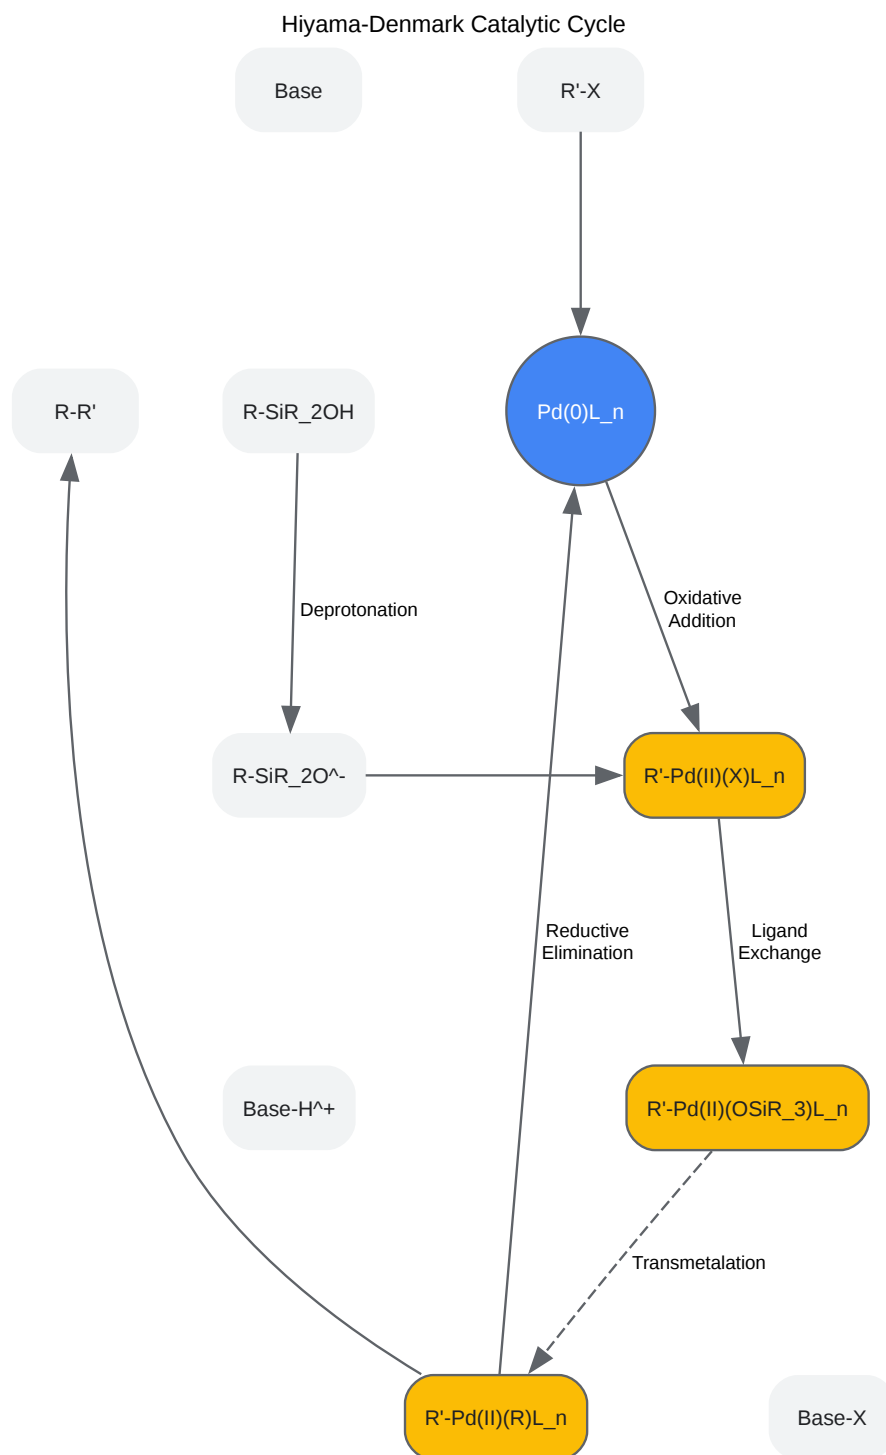 Hiyama-Denmark Catalytic Cycle
Base
R'-X
R-R'
R-SiR_2OH
Pd(0)L_n
Deprotonation
Oxidative
Addition
R-SiR_2O^-
R'-Pd(II)(X)L_n
Reductive
Elimination
Ligand
Exchange
Base-H^+
R'-Pd(II)(OSiR_3)L_n
Transmetalation
R'-Pd(II)(R)L_n
Base-X